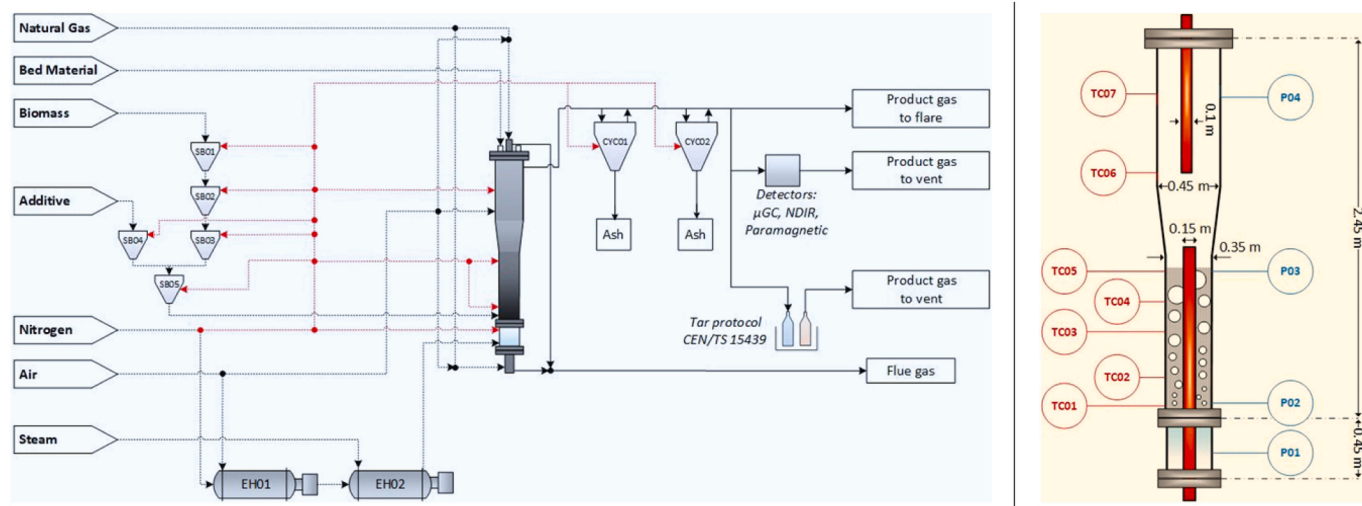 Natural Gas
Bed Material
Biomass
Additive
Nitrogen
Air
Steam
SB01
SB02
SB04
SB03
SB05
EH01
EH02
CYC01
CYC02
Ash
Ash
Product gas
to flare
Product gas
to vent
Detectors:
µGC, NDIR,
Paramagnetic
Product gas
to vent
Tar protocol
CEN/TS 15439
Flue gas
TC07
P04
0.1 m
TC06
0.45 m
2.45 m
0.15 m
0.35 m
TC05
P03
TC04
TC03
TC02
TC01
P02
0.45 m
P01